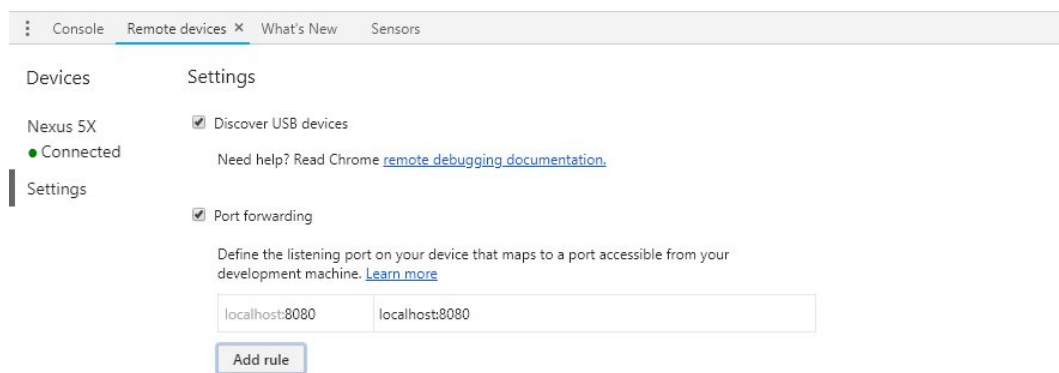 Console Remote devices × What's New Sensors
Devices
Nexus 5X
Connected
Settings
Settings
Discover USB devices
Need help? Read Chrome remote debugging documentation.
Port forwarding
Define the listening port on your device that maps to a port accessible from your
development machine. Learn more
localhost:8080 localhost:8080
Add rule